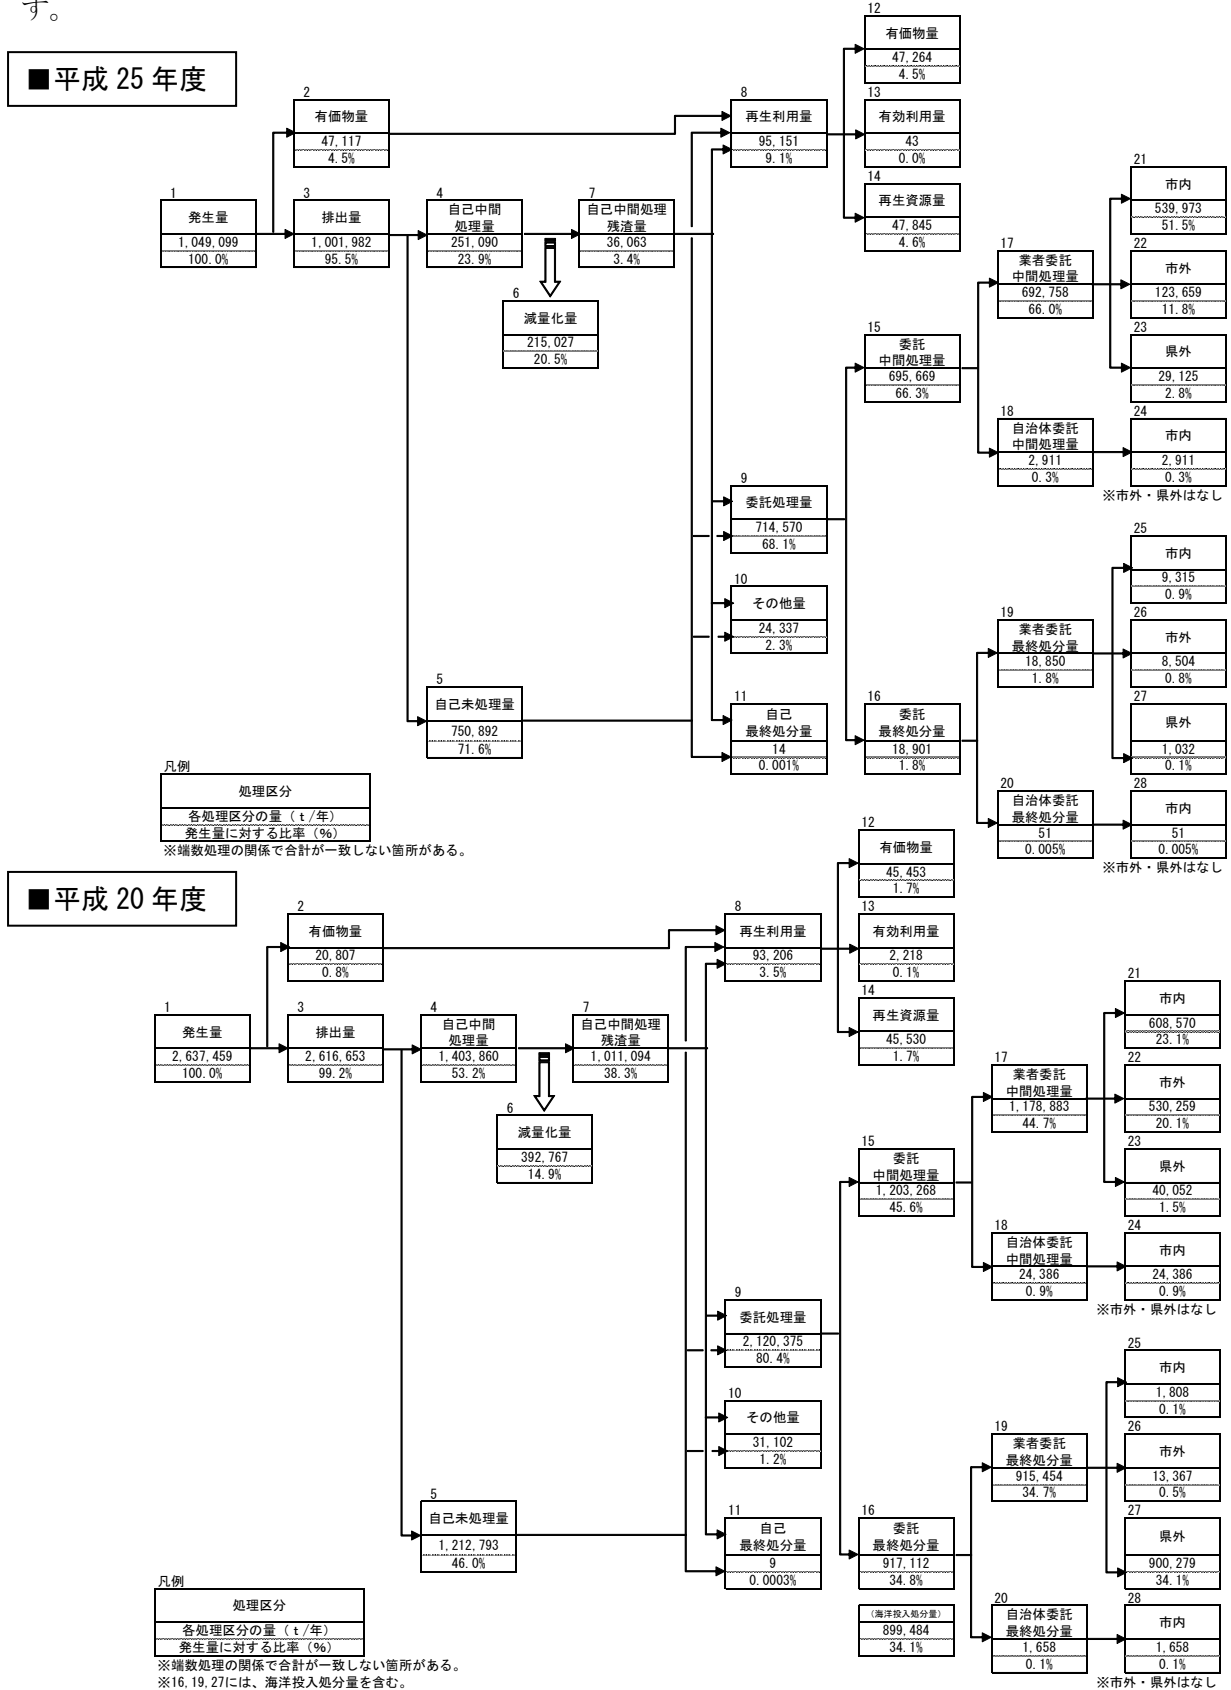 す。
■平成 25 年度
1
発生量
1,049,099
100.0%
2
有価物量
47,117
4.5%
3
排出量
1,001,982
95.5%
4
自己中間
処理量
251,090
23.9%
5
自己未処理量
750,892
71.6%
6
減量化量
215,027
20.5%
7
自己中間処理
残渣量
36,063
3.4%
8
再生利用量
95,151
9.1%
9
委託処理量
714,570
68.1%
10
その他量
24,337
2.3%
11
自己
最終処分量
14
0.001%
12
有価物量
47,264
4.5%
13
有効利用量
43
0.0%
14
再生資源量
47,845
4.6%
15
委託
中間処理量
695,669
66.3%
16
委託
最終処分量
18,901
1.8%
17
業者委託
中間処理量
692,758
66.0%
18
自治体委託
中間処理量
2,911
0.3%
19
業者委託
最終処分量
18,850
1.8%
20
自治体委託
最終処分量
51
0.005%
21
市内
539,973
51.5%
22
市外
123,659
11.8%
23
県外
29,125
2.8%
24
市内
2,911
0.3%
※市外・県外はなし
25
市内
9,315
0.9%
26
市外
8,504
0.8%
27
県外
1,032
0.1%
28
市内
51
0.005%
※市外・県外はなし
凡例
処理区分
各処理区分の量（ｔ/年）
発生量に対する比率（%）
※端数処理の関係で合計が一致しない箇所がある。
■平成 20 年度
1
発生量
2,637,459
100.0%
2
有価物量
20,807
0.8%
3
排出量
2,616,653
99.2%
4
自己中間
処理量
1,403,860
53.2%
5
自己未処理量
1,212,793
46.0%
6
減量化量
392,767
14.9%
7
自己中間処理
残渣量
1,011,094
38.3%
8
再生利用量
93,206
3.5%
9
委託処理量
2,120,375
80.4%
10
その他量
31,102
1.2%
11
自己
最終処分量
9
0.0003%
12
有価物量
45,453
1.7%
13
有効利用量
2,218
0.1%
14
再生資源量
45,530
1.7%
15
委託
中間処理量
1,203,268
45.6%
16
委託
最終処分量
917,112
34.8%
（海洋投入処分量）
899,484
34.1%
17
業者委託
中間処理量
1,178,883
44.7%
18
自治体委託
中間処理量
24,386
0.9%
19
業者委託
最終処分量
915,454
34.7%
20
自治体委託
最終処分量
1,658
0.1%
21
市内
608,570
23.1%
22
市外
530,259
20.1%
23
県外
40,052
1.5%
24
市内
24,386
0.9%
※市外・県外はなし
25
市内
1,808
0.1%
26
市外
13,367
0.5%
27
県外
900,279
34.1%
28
市内
1,658
0.1%
※市外・県外はなし
凡例
処理区分
各処理区分の量（ｔ/年）
発生量に対する比率（%）
※端数処理の関係で合計が一致しない箇所がある。
※16,19,27には、海洋投入処分量を含む。